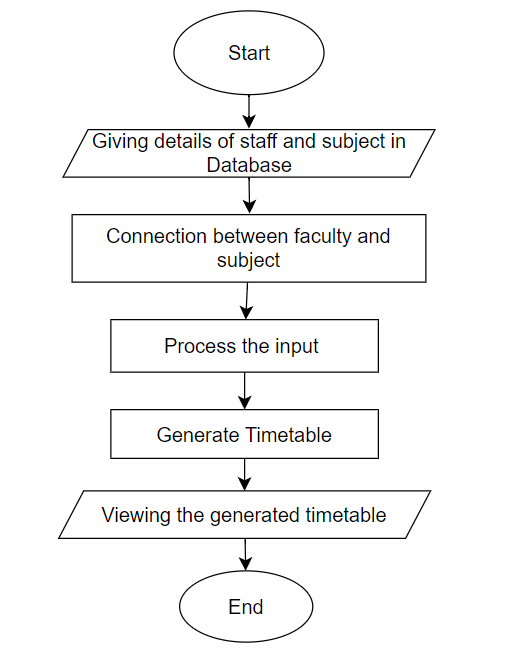 Start
Giving details of staff and subject in
Database
Connection between faculty and
subject
Process the input
Generate Timetable
Viewing the generated timetable
End